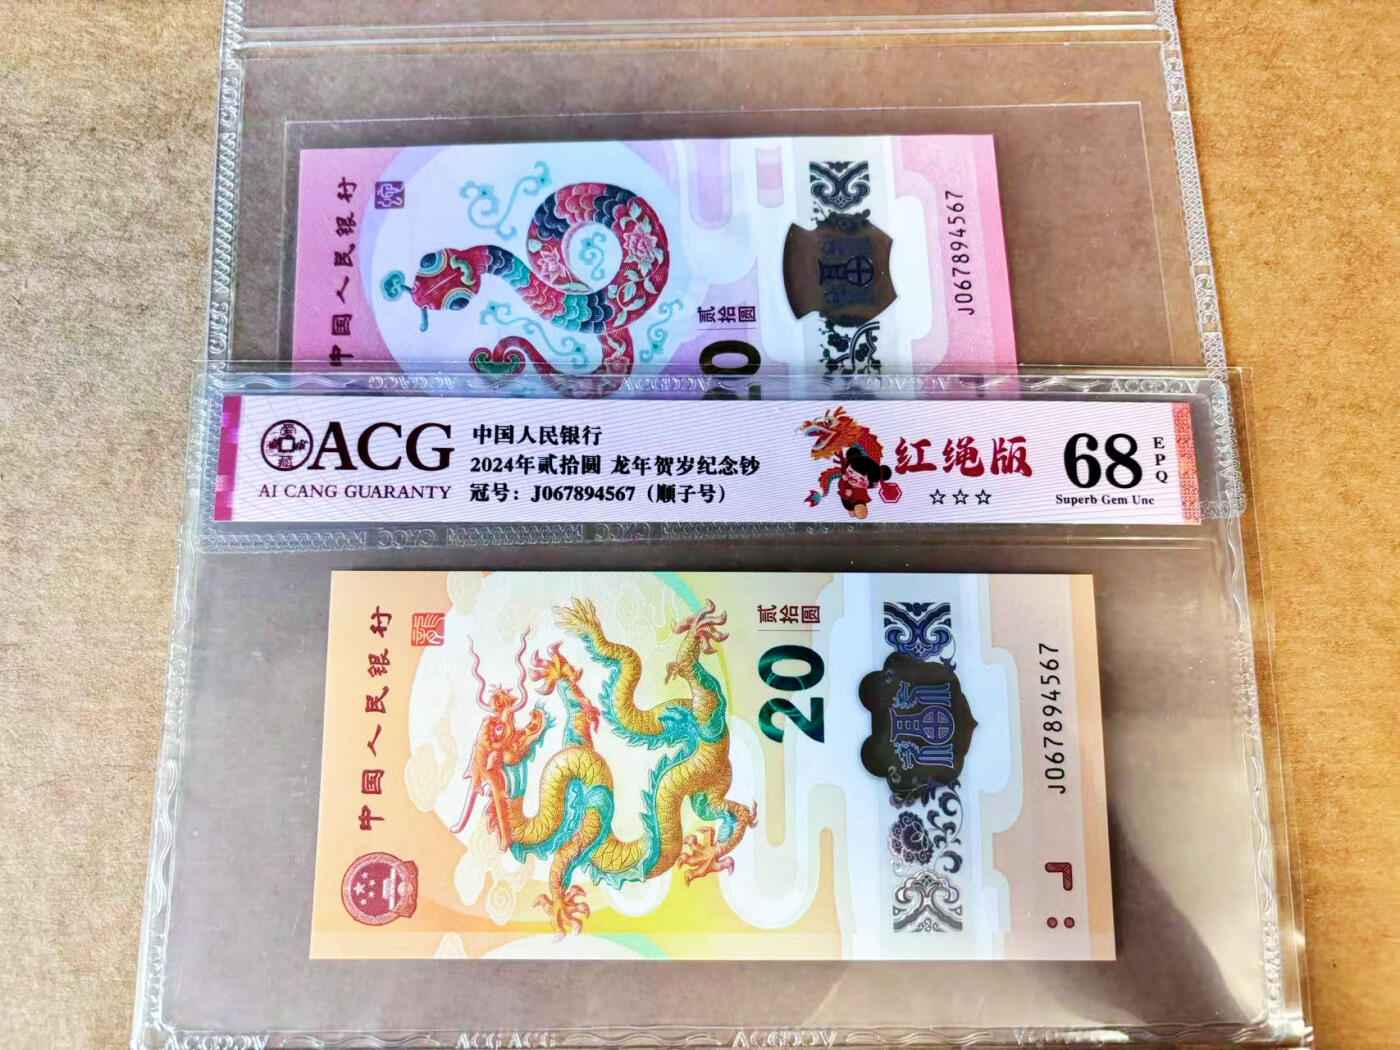 中国人民银行
贰拾圆
20
J067894567
ACG
AI CANG GUARANTY
中国人民银行
2024年贰拾圆 龙年贺岁纪念钞
冠号：J067894567（顺子号）
红绳版
☆☆☆
68
EPQ
Superb Gem Unc
中国人民银行
贰拾圆
20
福
J067894567